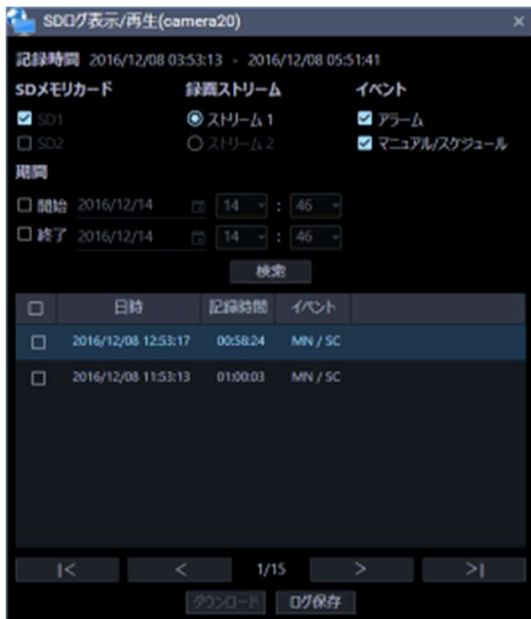 SDログ表示/再生(camera20)
記録時間 2016/12/08 03:53:13 - 2016/12/08 05:51:41
SDメモリカード 録画ストリーム イベント
SD1 ストリーム 1 アラーム
SD2 ストリーム 2 マニュアル/スケジュール
期間
開始 2016/12/14 14 : 46
終了 2016/12/14 14 : 46
検索
日時 記録時間 イベント
2016/12/08 12:53:17 00:58:24 MN / SC
2016/12/08 11:53:13 01:00:03 MN / SC
|< < 1/15 > >|
ダウンロード ログ保存